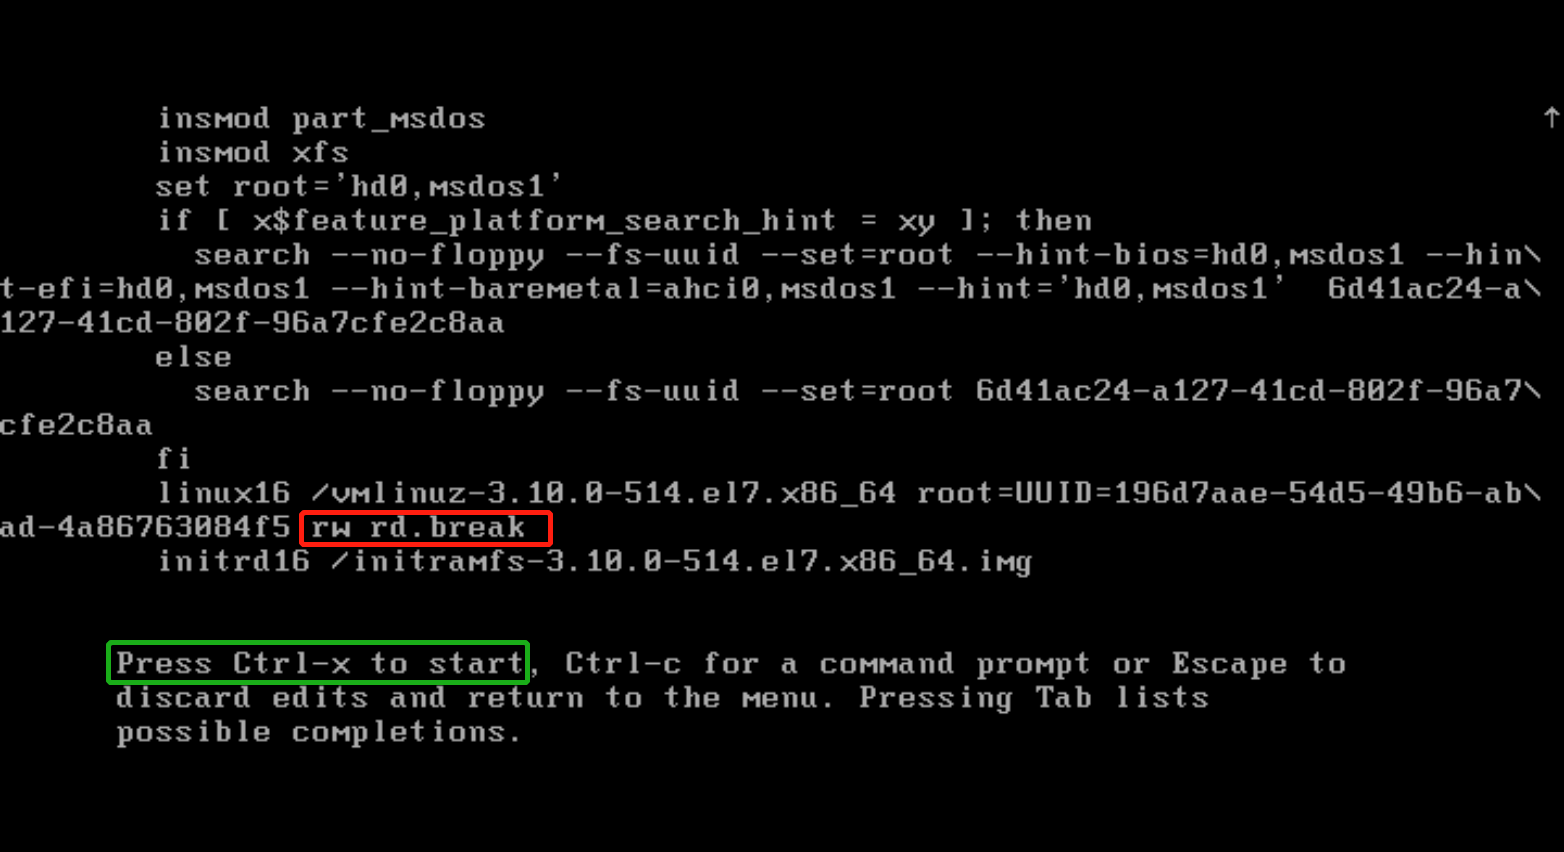 insmod part_msdos
insmod xfs
set root='hd0,msdos1'
if [ x$feature_platform_search_hint = xy ]; then
search --no-floppy --fs-uuid --set=root --hint-bios=hd0,msdos1 --hin\
t-efi=hd0,msdos1 --hint-baremetal=ahci0,msdos1 --hint='hd0,msdos1'  6d41ac24-a\
127-41cd-802f-96a7cfe2c8aa
else
search --no-floppy --fs-uuid --set=root 6d41ac24-a127-41cd-802f-96a7\
cfe2c8aa
fi
linux16 /vmlinuz-3.10.0-514.el7.x86_64 root=UUID=196d7aae-54d5-49b6-ab\
ad-4a86763084f5 rw rd.break
initrd16 /initramfs-3.10.0-514.el7.x86_64.img
Press Ctrl-x to start, Ctrl-c for a command prompt or Escape to
discard edits and return to the menu. Pressing Tab lists
possible completions.